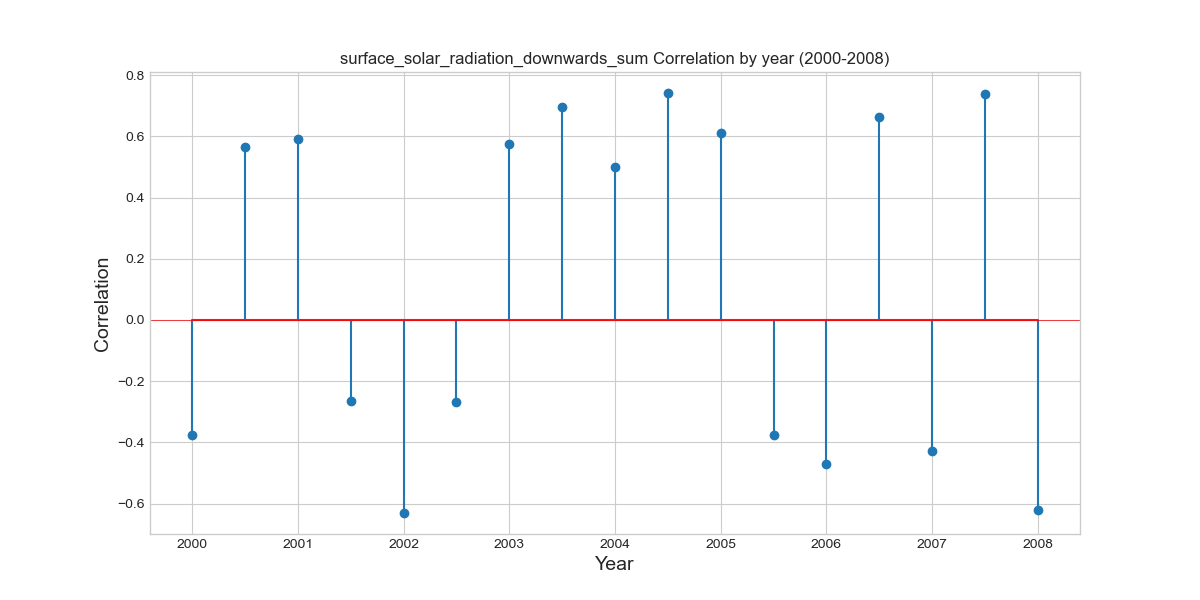 surface_solar_radiation_downwards_sum Correlation by year (2000-2008)
0.8
0.6
0.4
0.2
0.0
−0.2
−0.4
−0.6
Correlation
2000 2001 2002 2003 2004 2005 2006 2007 2008
Year